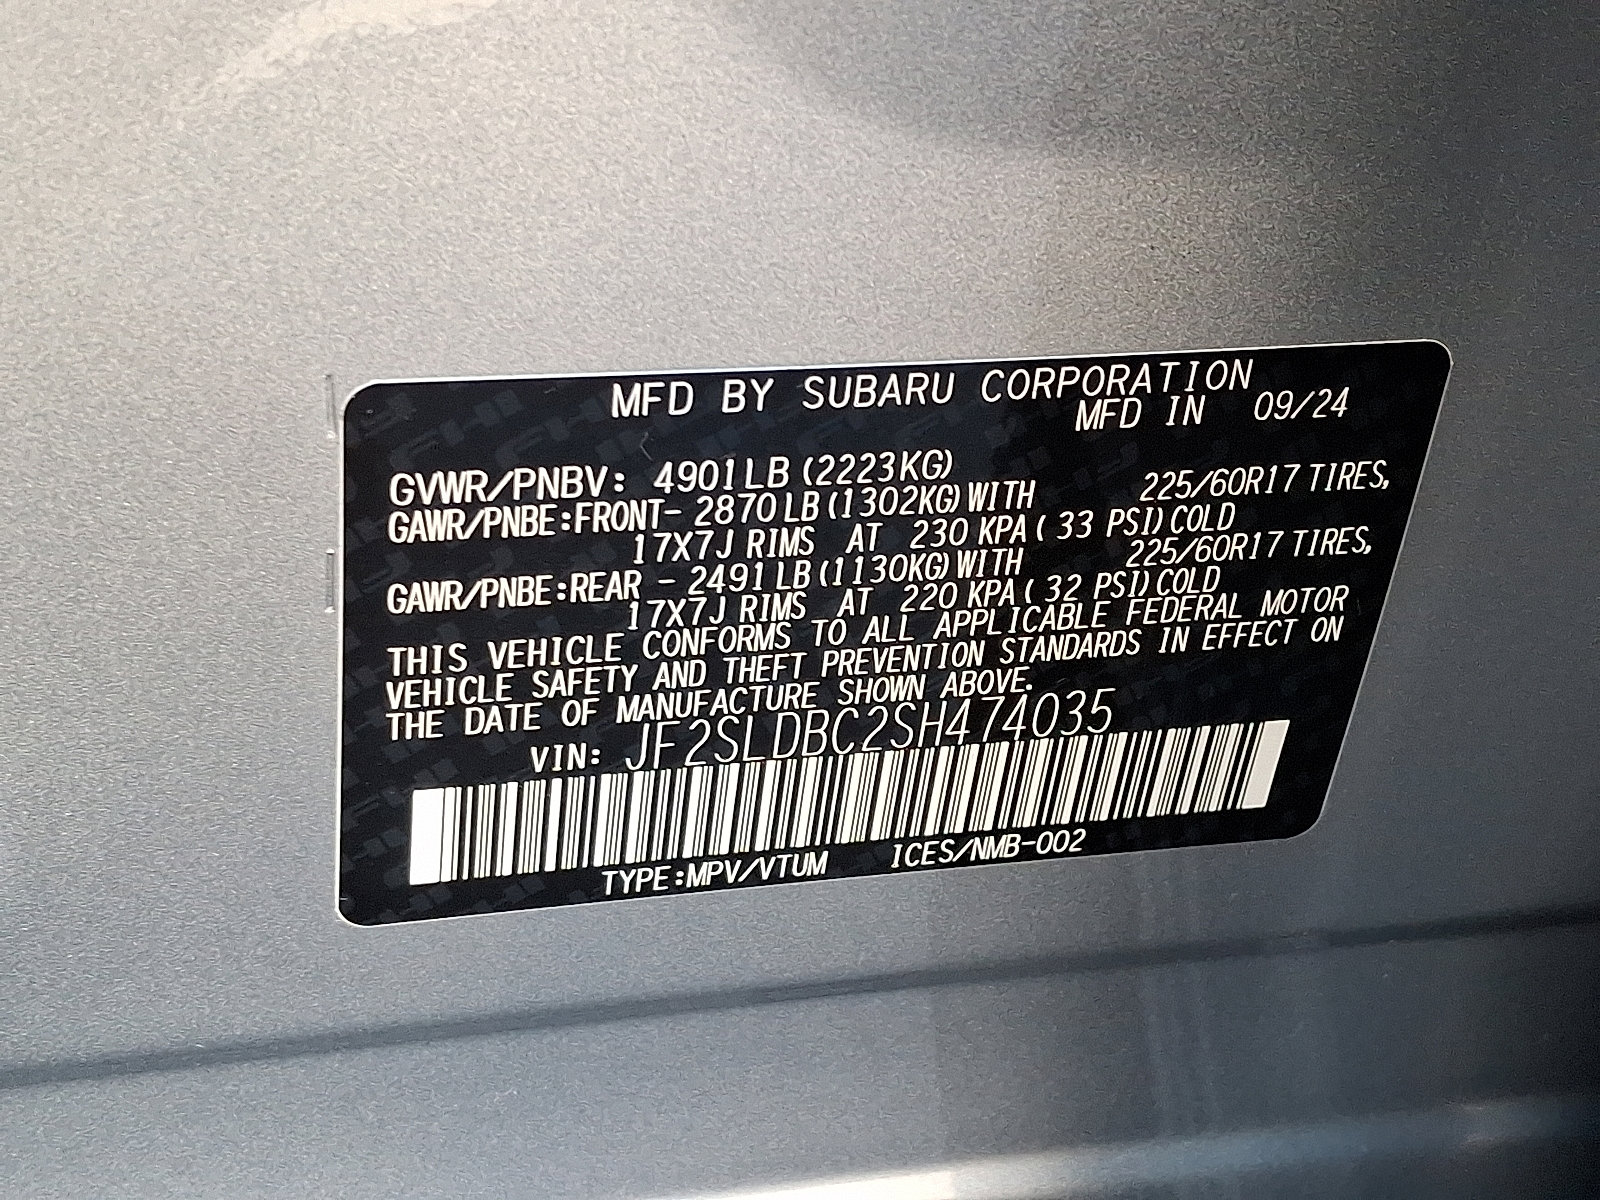 MFD BY SUBARU CORPORATION
MFD IN 09/24
GVWR/PNBV: 4901LB (2223KG)
GAWR/PNBE:FRONT- 2870LB(1302KG)WITH 225/60R17 TIRES,
17X7J RIMS AT 230 KPA( 33 PSI)COLD
GAWR/PNBE:REAR - 2491LB(1130KG)WITH 225/60R17 TIRES,
17X7J RIMS AT 220 KPA( 32 PSI)COLD
THIS VEHICLE CONFORMS TO ALL APPLICABLE FEDERAL MOTOR
VEHICLE SAFETY AND THEFT PREVENTION STANDARDS IN EFFECT ON
THE DATE OF MANUFACTURE SHOWN ABOVE.
VIN: JF2SLDBC2SH474035
TYPE:MPV/VTUM ICES/NMB-002